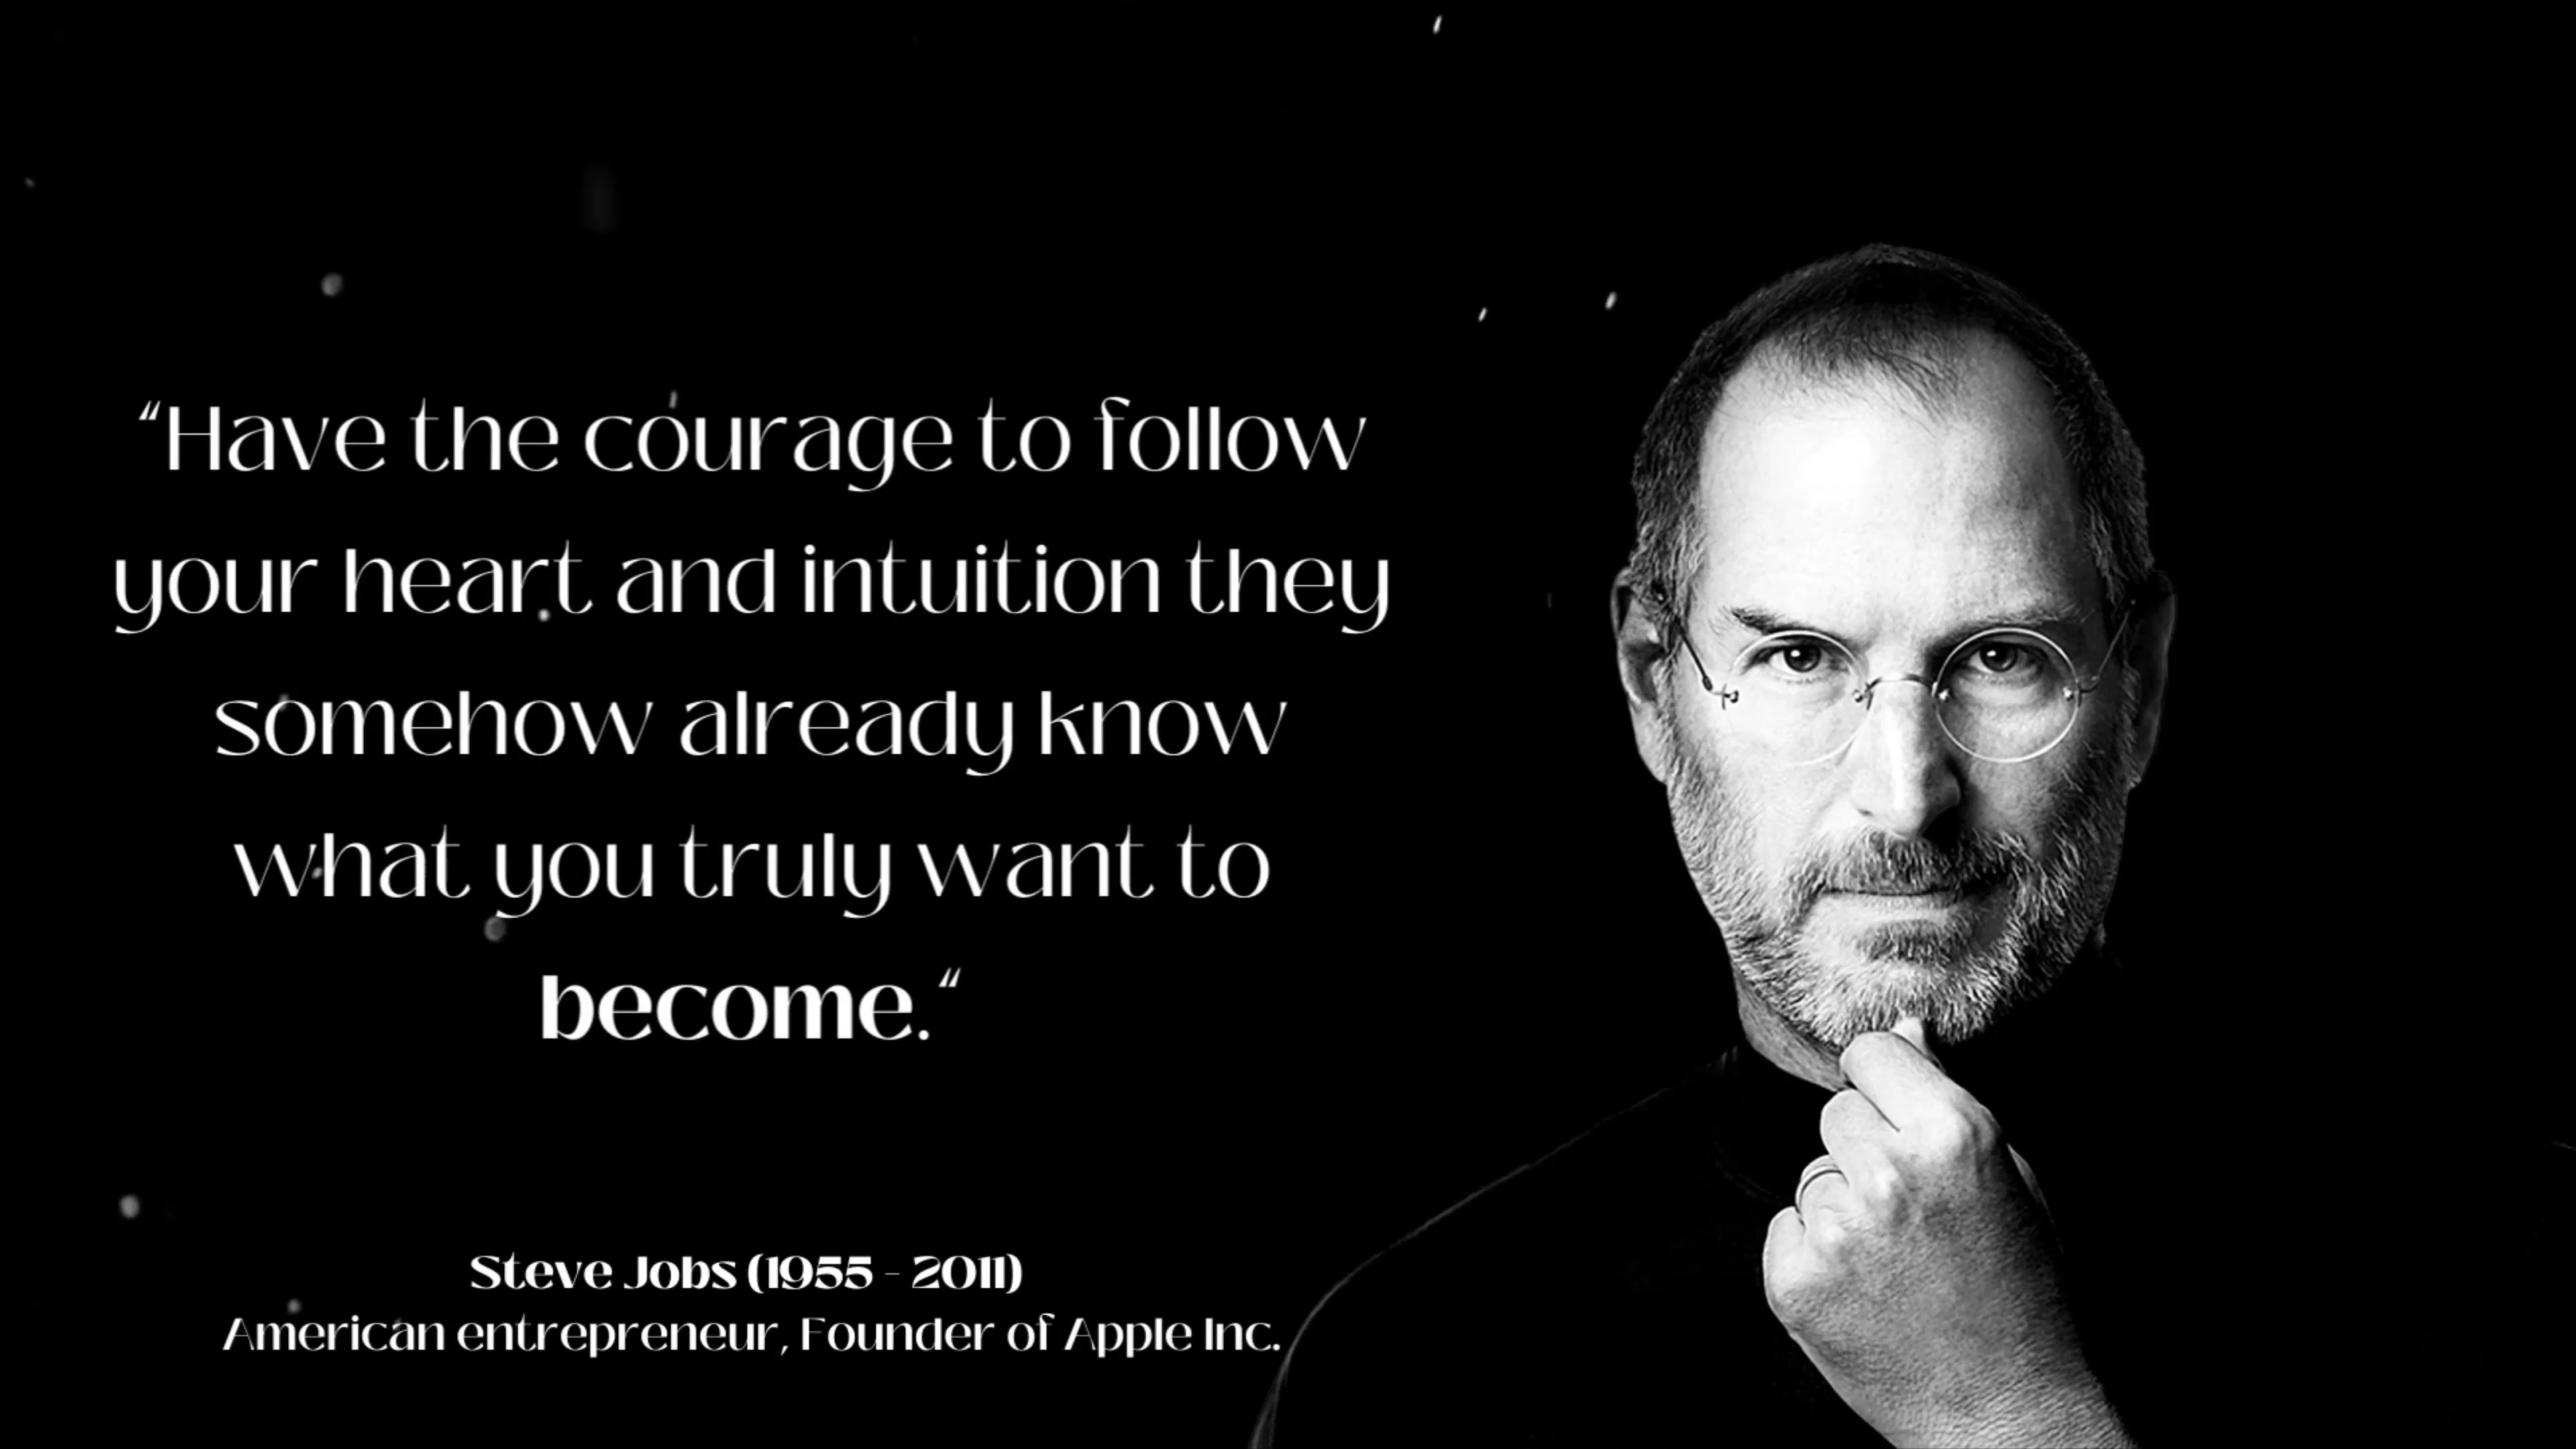 “Have the courage to follow
your heart and intuition they
somehow already know
what you truly want to
become.“
Steve Jobs (1955 - 2011)
American entrepreneur, Founder of Apple Inc.